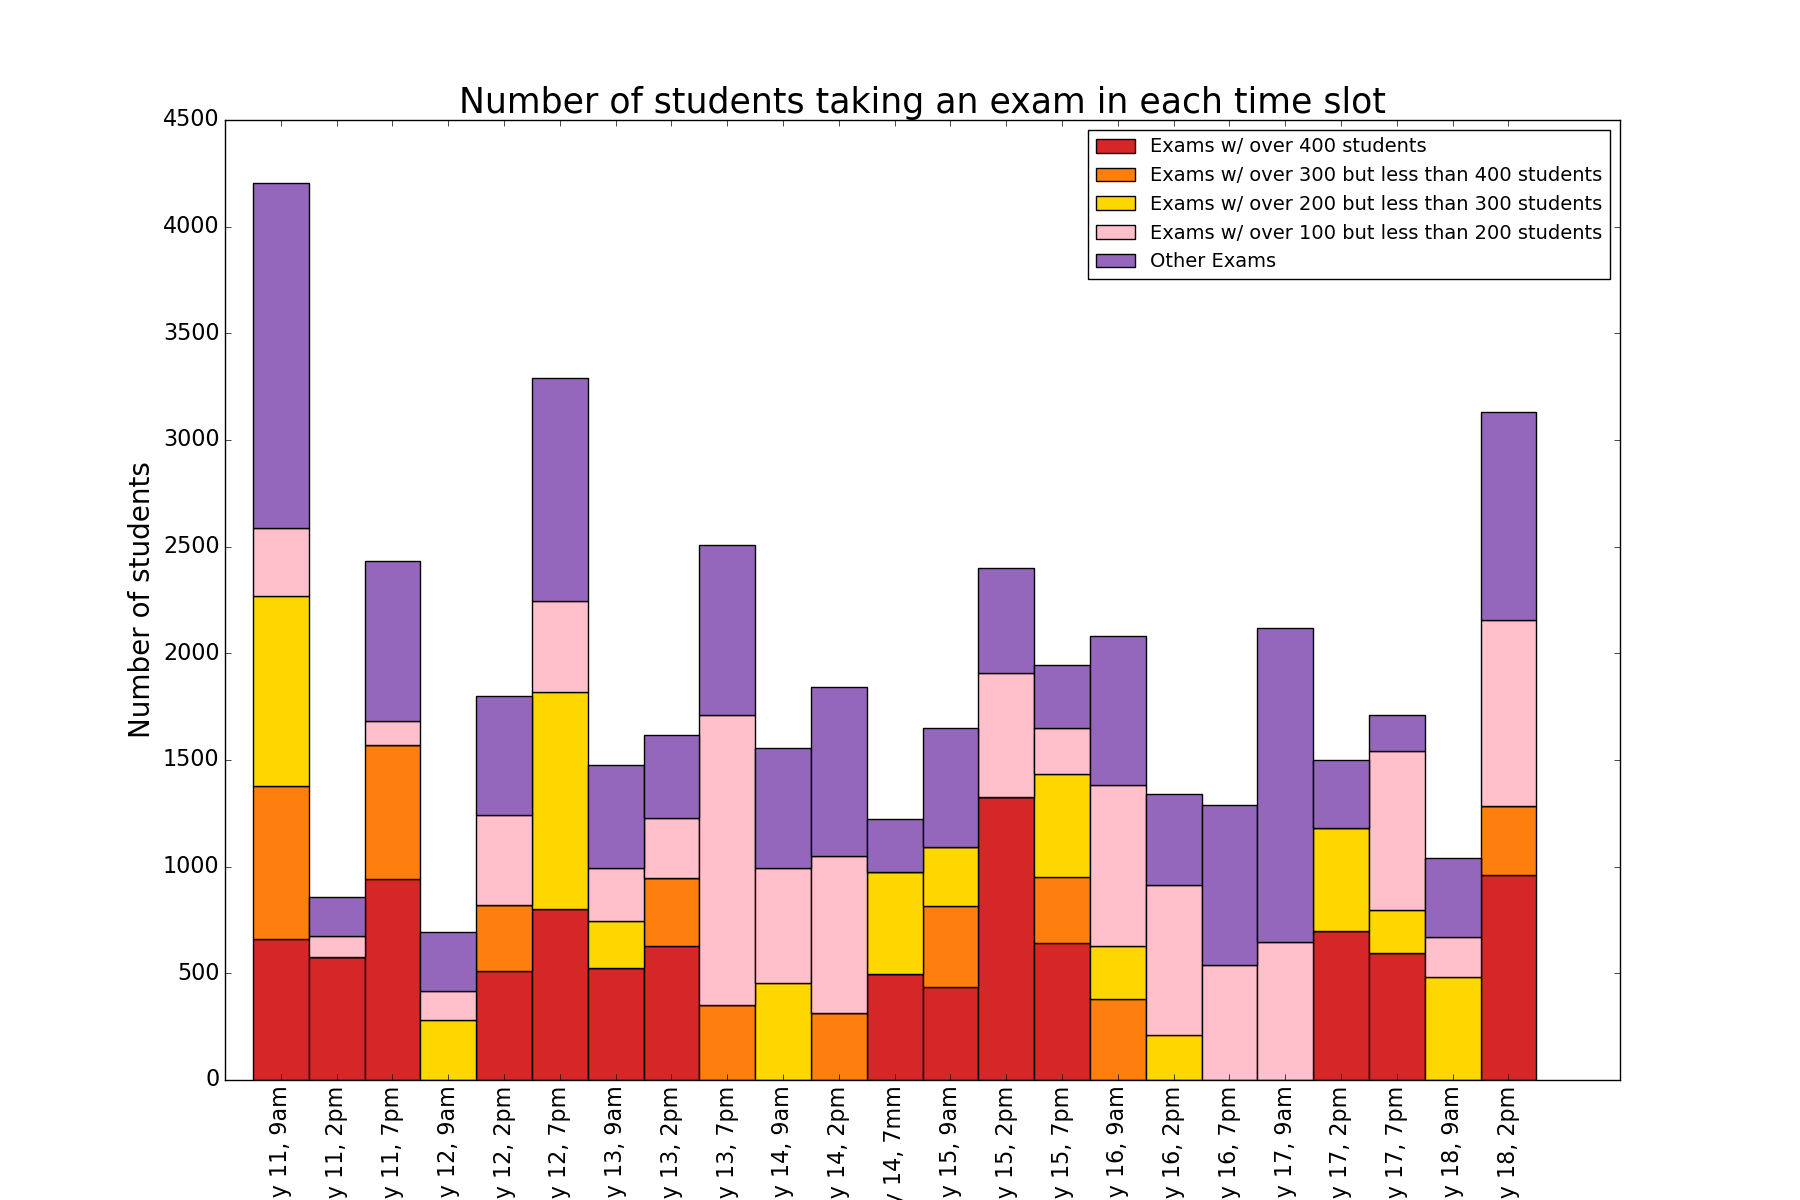 Number of students taking an exam in each time slot
Exams w/ over 400 students
Exams w/ over 300 but less than 400 students
Exams w/ over 200 but less than 300 students
Exams w/ over 100 but less than 200 students
Other Exams
Number of students
4500
4000
3500
3000
2500
2000
1500
1000
500
0
y 11, 9am
y 11, 2pm
y 11, 7pm
y 12, 9am
y 12, 2pm
y 12, 7pm
y 13, 9am
y 13, 2pm
y 13, 7pm
y 14, 9am
y 14, 2pm
y 14, 7mm
y 15, 9am
y 15, 2pm
y 15, 7pm
y 16, 9am
y 16, 2pm
y 16, 7pm
y 17, 9am
y 17, 2pm
y 17, 7pm
y 18, 9am
y 18, 2pm